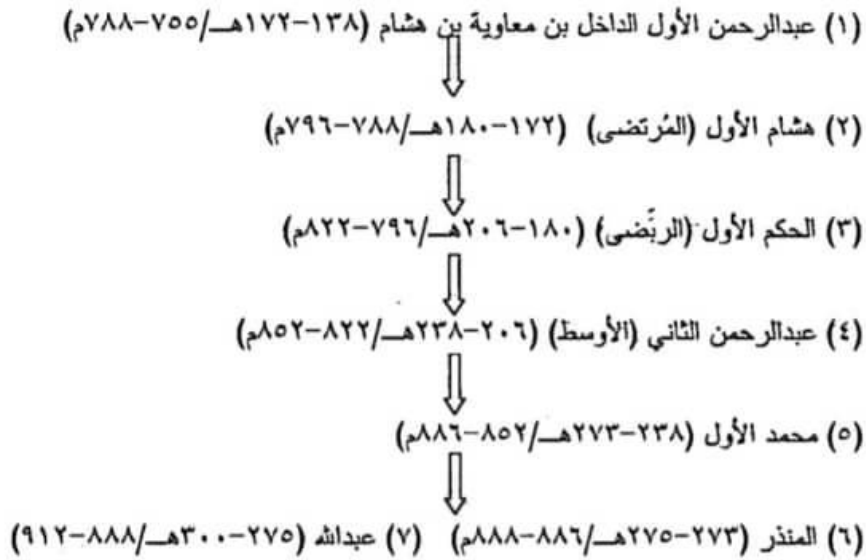 (١) عبدالرحمن الأول الداخل بن معاوية بن هشام (١٣٨-١٧٢هـ/٧٥٥-٧٨٨م)
(٢) هشام الأول (المُرتضى) (١٧٢-١٨٠هـ/٧٨٨-٧٩٦م)
(٣) الحكم الأول (الربَّضى) (١٨٠-٢٠٦هـ/٧٩٦-٨٢٢م)
(٤) عبدالرحمن الثاني (الأوسط) (٢٠٦-٢٣٨هـ/٨٢٢-٨٥٢م)
(٥) محمد الأول (٢٣٨-٢٧٣هـ/٨٥٢-٨٨٦م)
(٦) المنذر (٢٧٣-٢٧٥هـ/٨٨٦-٨٨٨م) (٧) عبدالله (٢٧٥-٣٠٠هـ/٨٨٨-٩١٢)